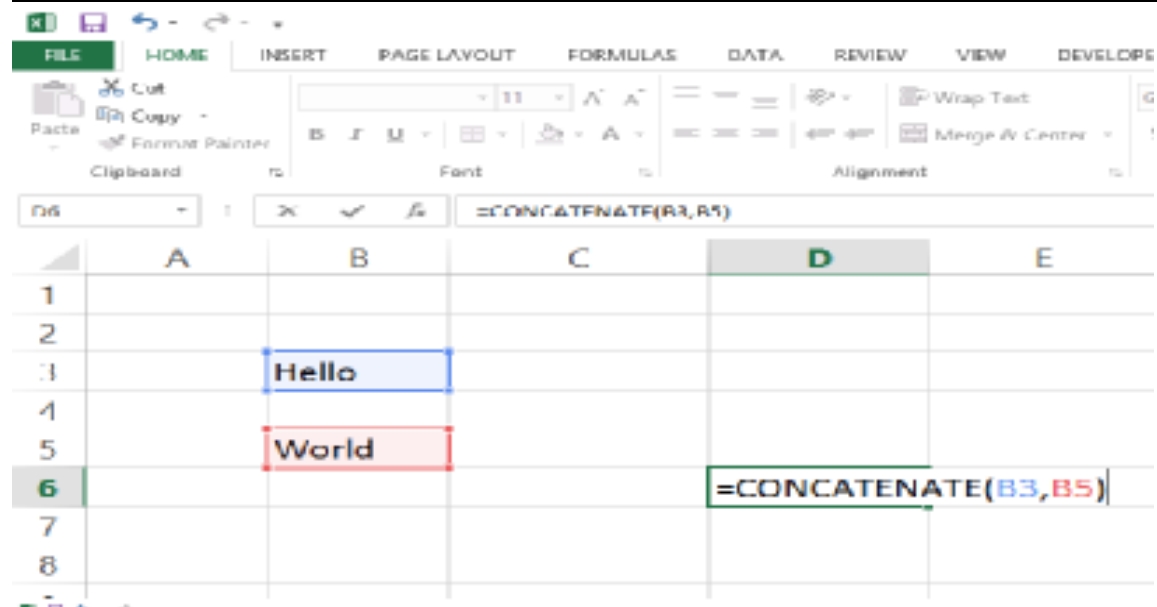 FILE HOME INSERT PAGE LAYOUT FORMULAS DATA REVIEW VIEW DEVELOPE
Cut
Copy
Paste
Format Painter
11
B I U A
Wrap Text
Merge & Center
Clipboard Font Alignment
D6 fx =CONCATENATE(B3,B5)
A B C D E
1
2
3 Hello
4
5 World
6 =CONCATENATE(B3,B5)
7
8